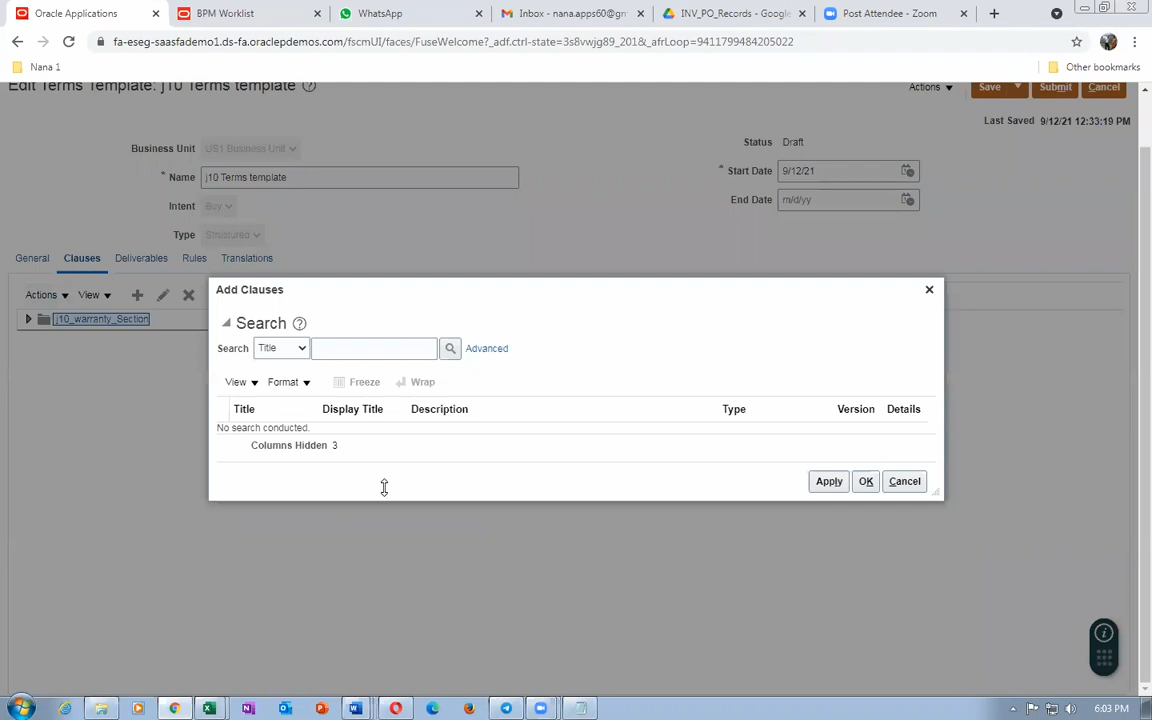 Oracle Applications
BPM Worklist
WhatsApp
Inbox - nana.apps60@gm
INV_PO_Records - Google
Post Attendee - Zoom
fa-eseg-saasfademo1.ds-fa.oraclepdemos.com/fscmUI/faces/FuseWelcome?_adf.ctrl-state=3s8vwjg89_201&_afrLoop=9411799484205022
Nana 1
Other bookmarks
Edit Terms Template: j10 Terms template
Actions
Save
Submit
Cancel
Last Saved 9/12/21 12:33:19 PM
Business Unit US1 Business Unit
Status Draft
* Name j10 Terms template
* Start Date 9/12/21
Intent Buy
End Date m/d/yy
Type Structured
General Clauses Deliverables Rules Translations
Actions View
j10_warranty_Section
Add Clauses
Search
Search Title Advanced
View Format Freeze Wrap
Title Display Title Description Type Version Details
No search conducted.
Columns Hidden 3
Apply OK Cancel
6:03 PM